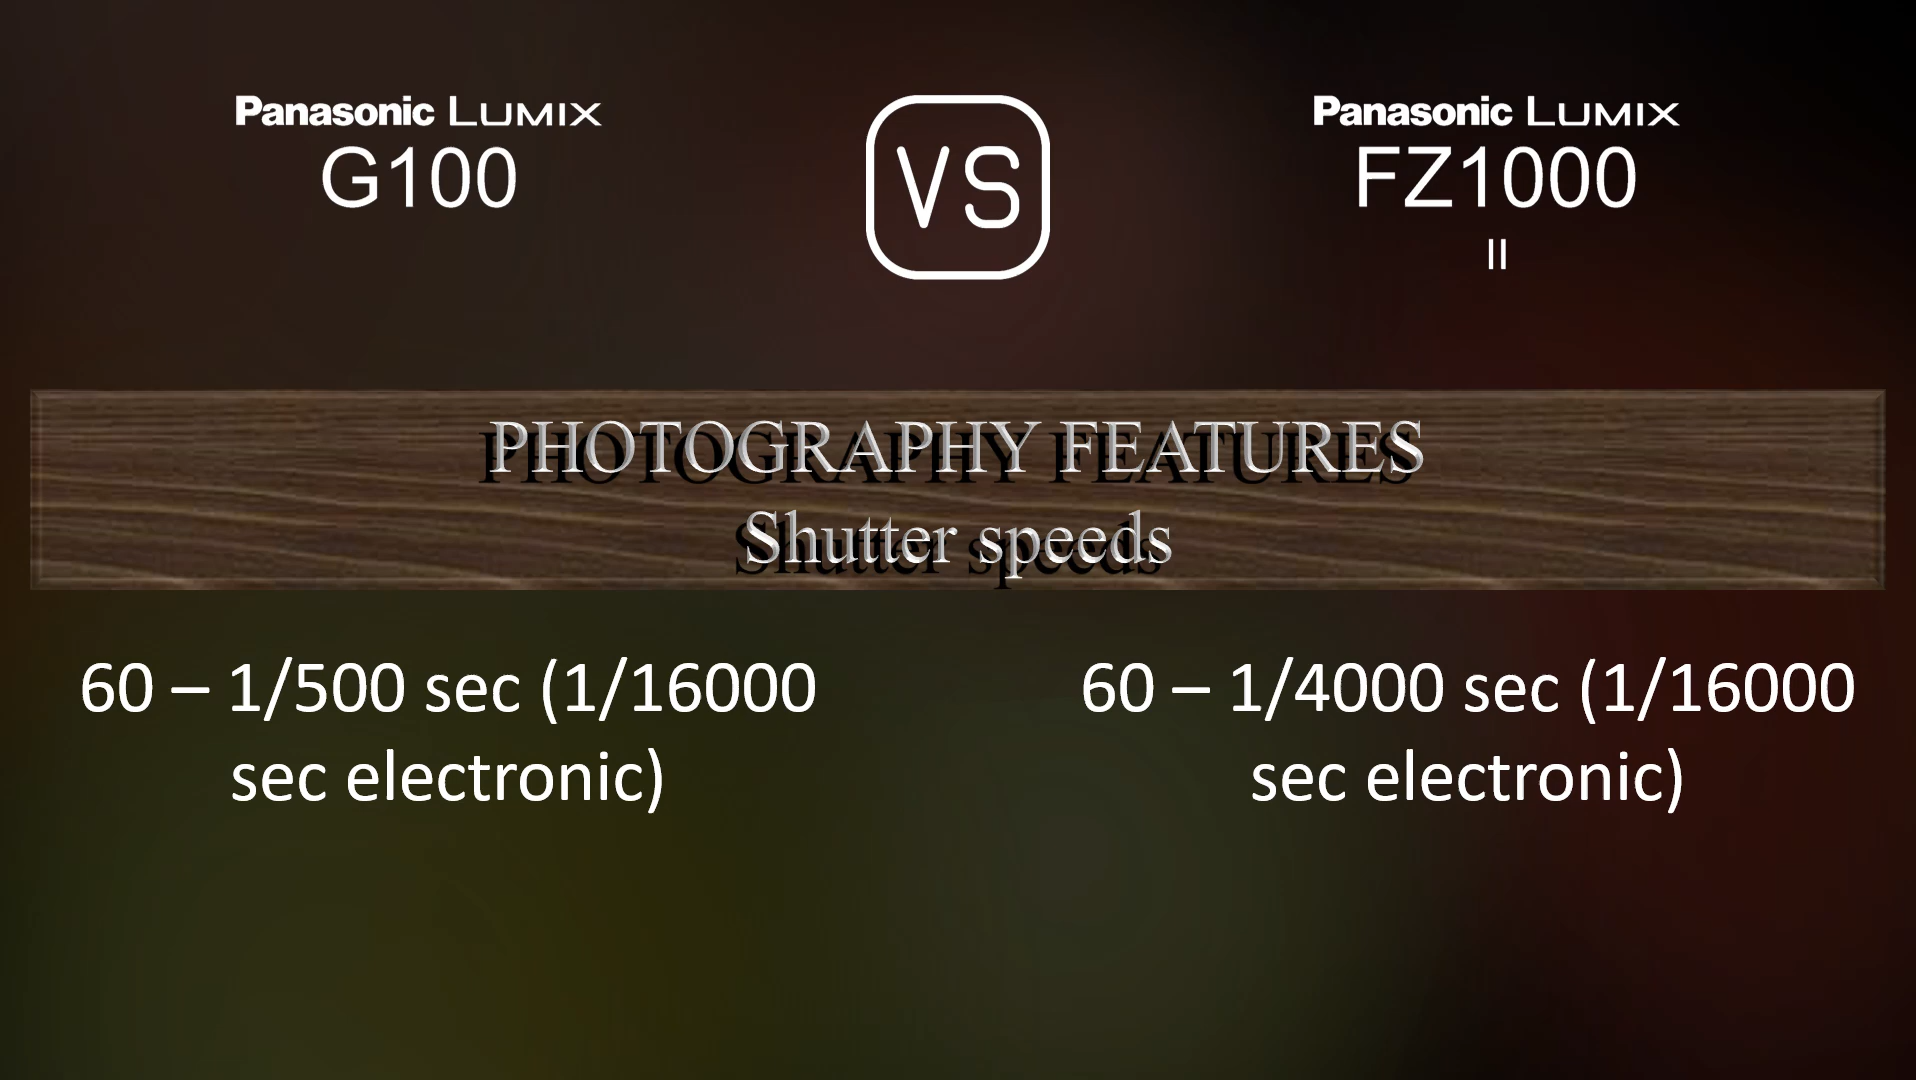 Panasonic LUMIX
G100
VS
Panasonic LUMIX
FZ1000
II
PHOTOGRAPHY FEATURES
Shutter speeds
60 – 1/500 sec (1/16000
sec electronic)
60 – 1/4000 sec (1/16000
sec electronic)